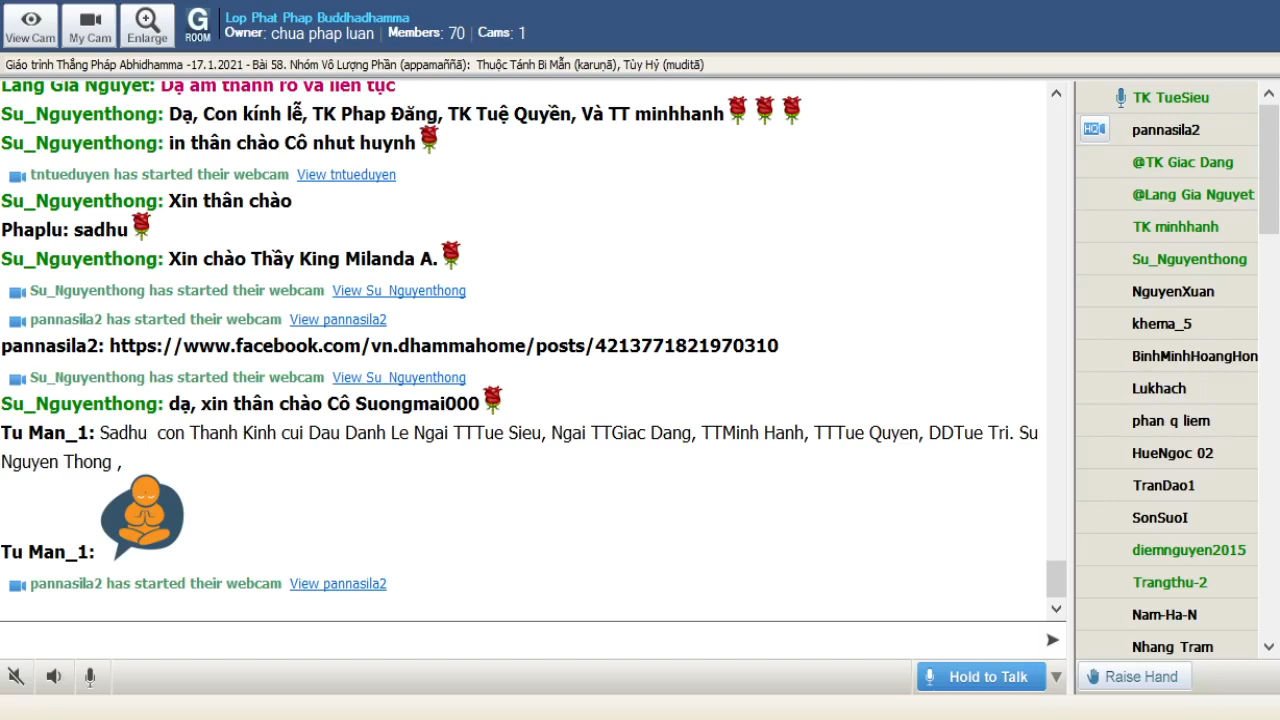 View Cam
My Cam
Enlarge
G
ROOM
Lop Phat Phap Buddhadhamma
Owner: chua phap luan Members: 70 Cams: 1
Giáo trình Thắng Pháp Abhidhamma -17.1.2021 - Bài 58. Nhóm Vô Lượng Phần (appamaññā): Thuộc Tánh Bi Mẫn (karuṇā), Tùy Hỷ (muditā)
Lang Gia Nguyet: Dạ âm thanh rõ và liên tục
Su_Nguyenthong: Dạ, Con kính lễ, TK Phap Đăng, TK Tuệ Quyền, Và TT minhhanh
Su_Nguyenthong: in thân chào Cô nhut huynh
tntueduyen has started their webcam View tntueduyen
Su_Nguyenthong: Xin thân chào
Phaplu: sadhu
Su_Nguyenthong: Xin chào Thầy King Milanda A.
Su_Nguyenthong has started their webcam View Su_Nguyenthong
pannasila2 has started their webcam View pannasila2
pannasila2: https://www.facebook.com/vn.dhammahome/posts/4213771821970310
Su_Nguyenthong has started their webcam View Su_Nguyenthong
Su_Nguyenthong: dạ, xin thân chào Cô Suongmai000
Tu Man_1: Sadhu con Thanh Kinh cui Dau Danh Le Ngai TTTue Sieu, Ngai TTGiac Dang, TTMinh Hanh, TTTue Quyen, DDTue Tri. Su
Nguyen Thong ,
Tu Man_1:
pannasila2 has started their webcam View pannasila2
Hold to Talk
TK TueSieu
HQ
pannasila2
@TK Giac Dang
@Lang Gia Nguyet
TK minhhanh
Su_Nguyenthong
NguyenXuan
khema_5
BinhMinhHoangHon
Lukhach
phan q liem
HueNgoc 02
TranDao1
SonSuoI
diemnguyen2015
Trangthu-2
Nam-Ha-N
Nhang Tram
Raise Hand